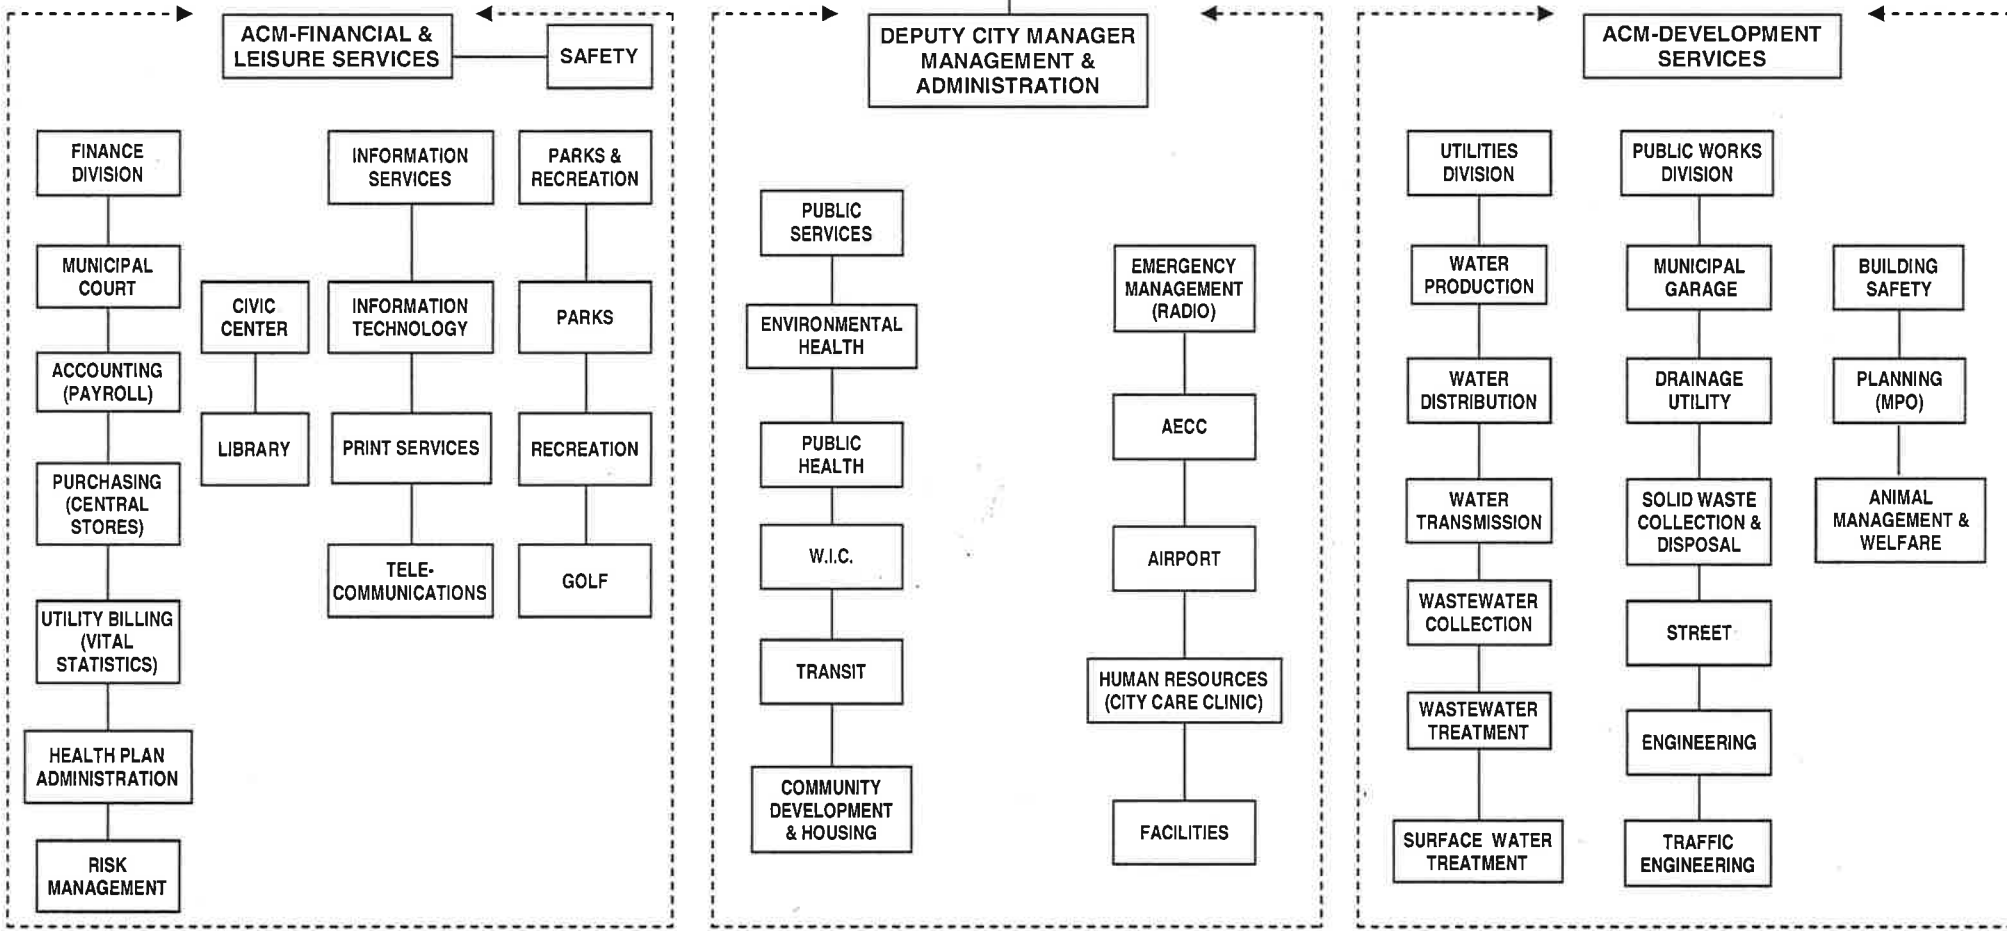 ACM-FINANCIAL &
LEISURE SERVICES
SAFETY
FINANCE
DIVISION
MUNICIPAL
COURT
ACCOUNTING
(PAYROLL)
PURCHASING
(CENTRAL
STORES)
UTILITY BILLING
(VITAL
STATISTICS)
HEALTH PLAN
ADMINISTRATION
RISK
MANAGEMENT
CIVIC
CENTER
LIBRARY
INFORMATION
SERVICES
INFORMATION
TECHNOLOGY
PRINT SERVICES
TELE-
COMMUNICATIONS
PARKS &
RECREATION
PARKS
RECREATION
GOLF
DEPUTY CITY MANAGER
MANAGEMENT &
ADMINISTRATION
PUBLIC
SERVICES
ENVIRONMENTAL
HEALTH
PUBLIC
HEALTH
W.I.C.
TRANSIT
COMMUNITY
DEVELOPMENT
& HOUSING
EMERGENCY
MANAGEMENT
(RADIO)
AECC
AIRPORT
HUMAN RESOURCES
(CITY CARE CLINIC)
FACILITIES
ACM-DEVELOPMENT
SERVICES
UTILITIES
DIVISION
WATER
PRODUCTION
WATER
DISTRIBUTION
WATER
TRANSMISSION
WASTEWATER
COLLECTION
WASTEWATER
TREATMENT
SURFACE WATER
TREATMENT
PUBLIC WORKS
DIVISION
MUNICIPAL
GARAGE
DRAINAGE
UTILITY
SOLID WASTE
COLLECTION &
DISPOSAL
STREET
ENGINEERING
TRAFFIC
ENGINEERING
BUILDING
SAFETY
PLANNING
(MPO)
ANIMAL
MANAGEMENT &
WELFARE